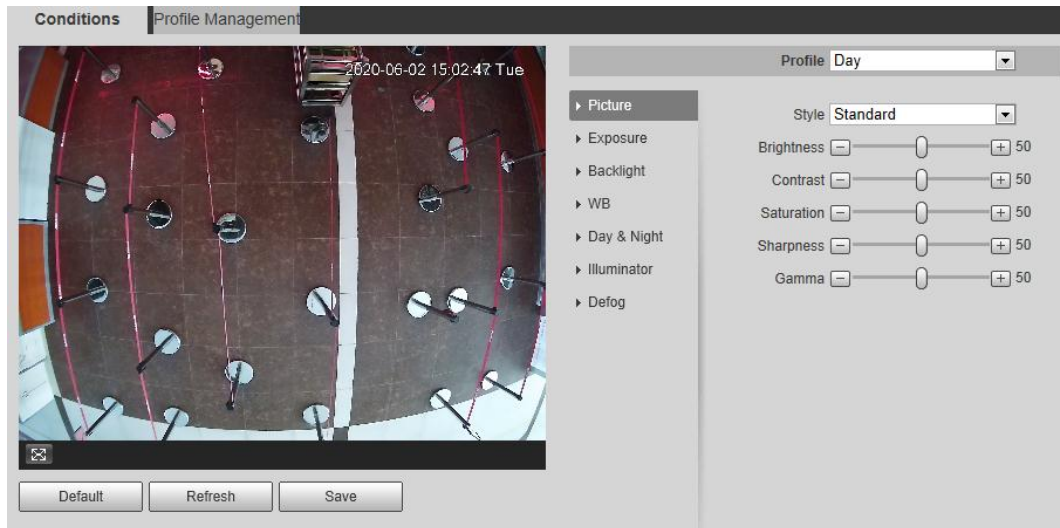 Conditions
Profile Management
2020-06-02 15:02:47 Tue
Profile Day
Picture
Exposure
Backlight
WB
Day & Night
Illuminator
Defog
Style Standard
Brightness 50
Contrast 50
Saturation 50
Sharpness 50
Gamma 50
Default Refresh Save